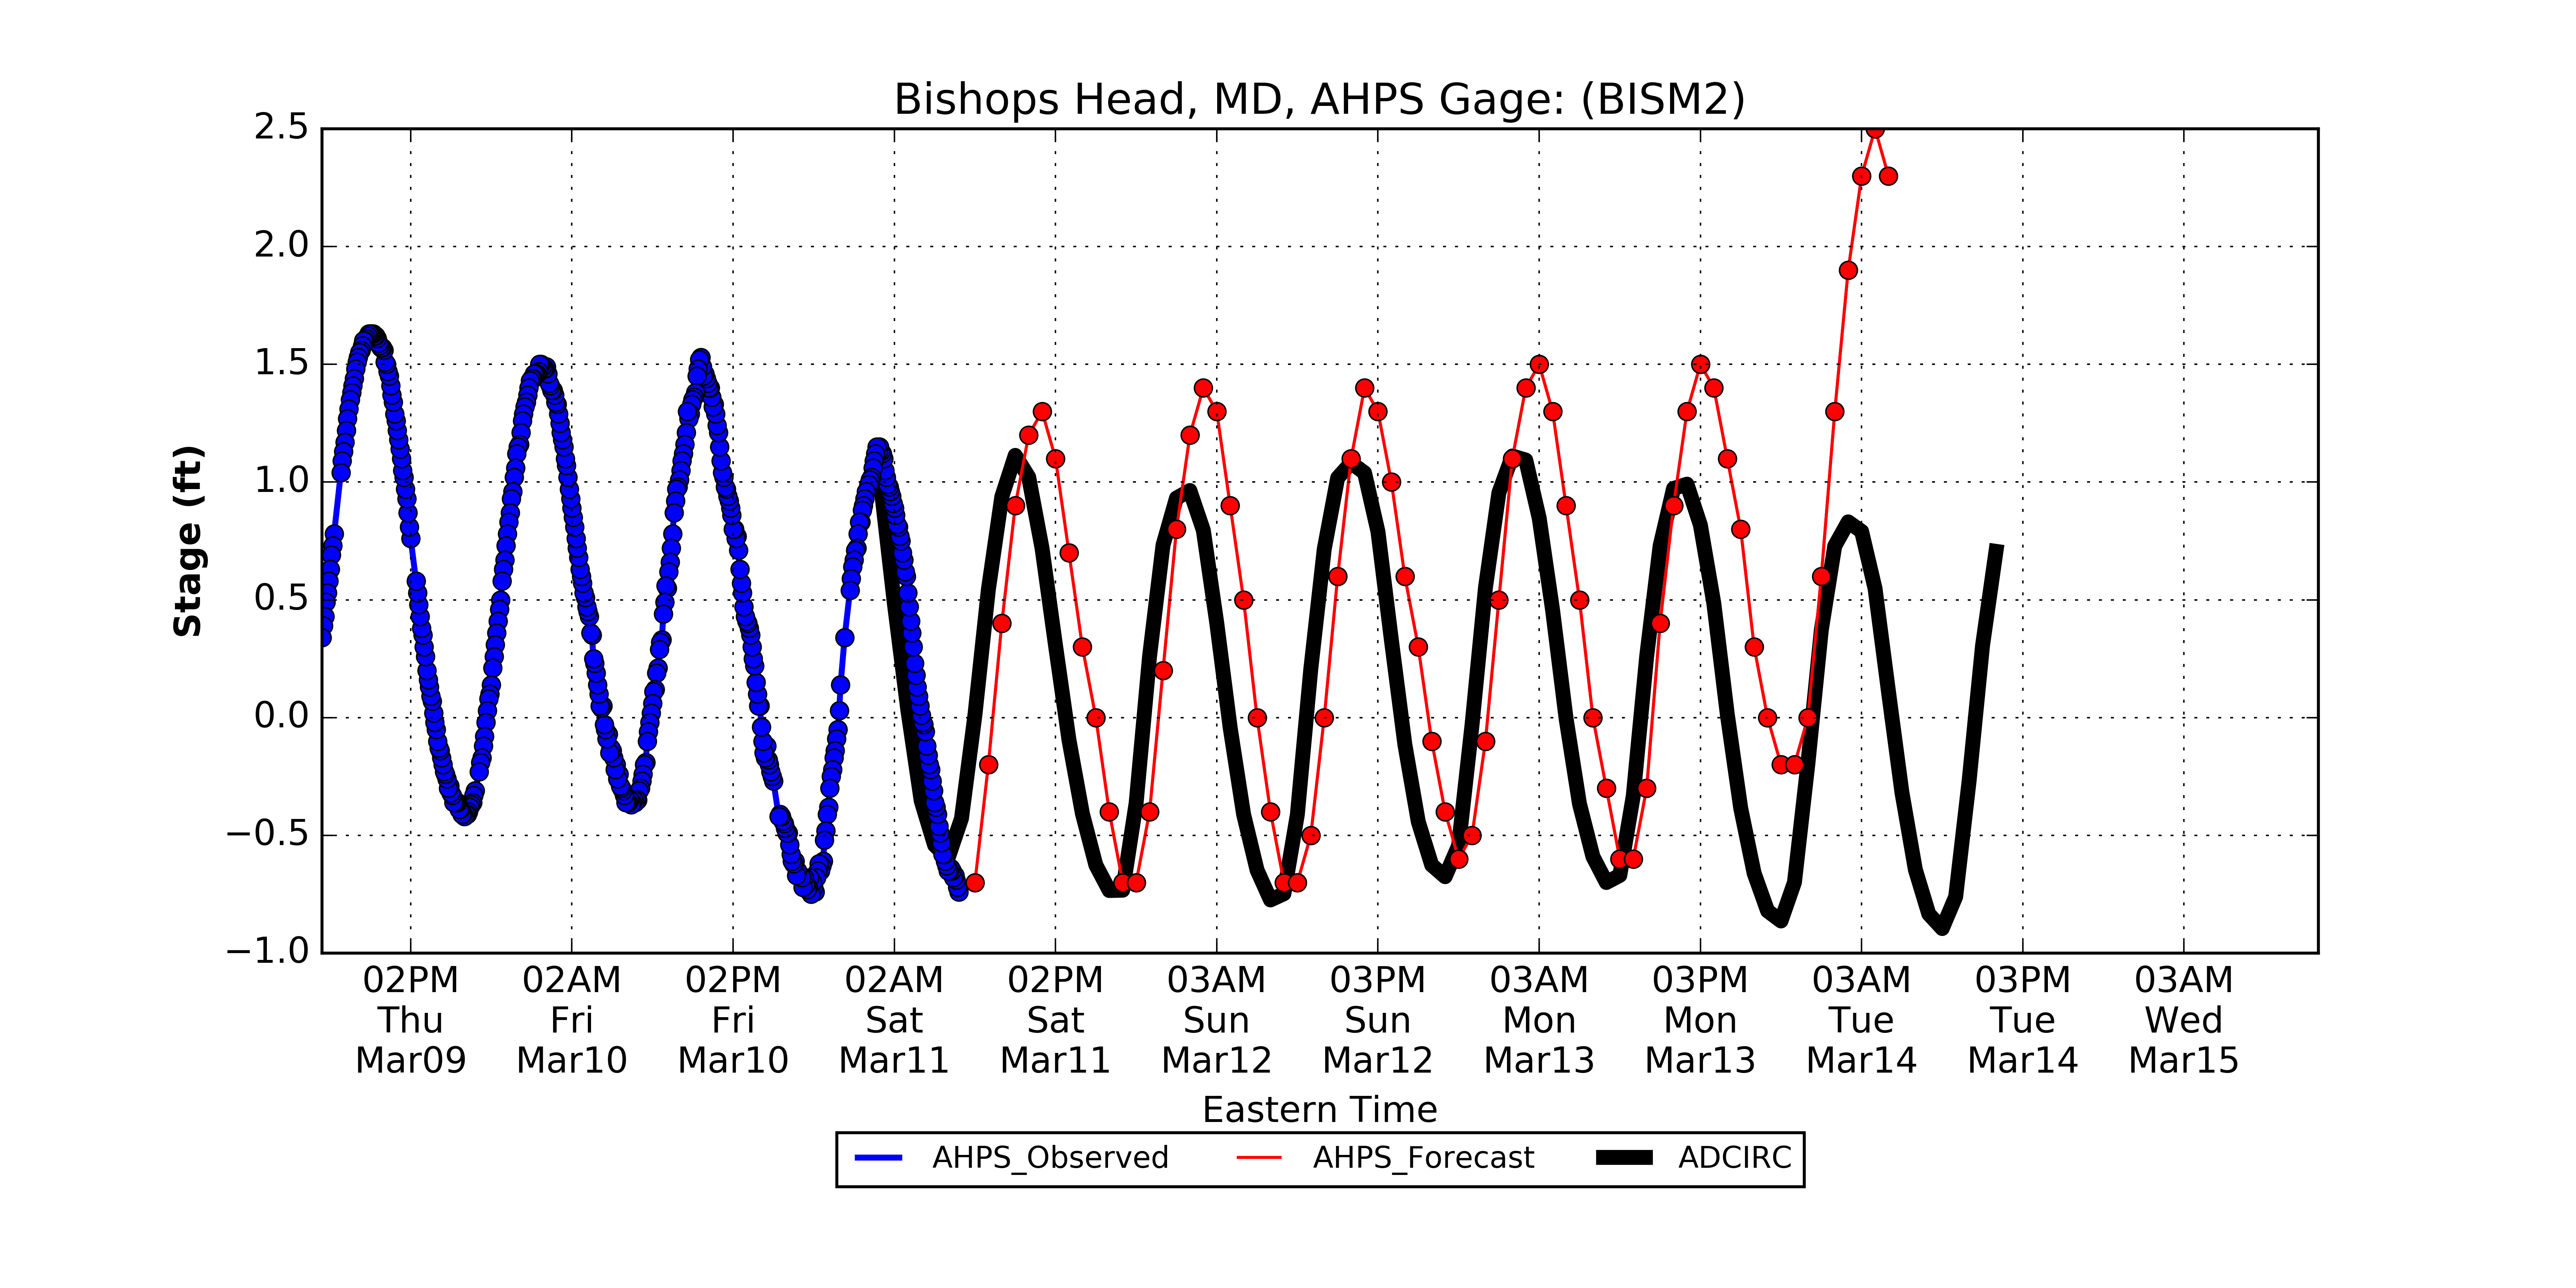 Bishops Head, MD, AHPS Gage: (BISM2)
2.5
2.0
1.5
1.0
0.5
0.0
−0.5
−1.0
Stage (ft)
02PM 02AM 02PM 02AM 02PM 03AM 03PM 03AM 03PM 03AM 03PM 03AM
Thu Fri Fri Sat Sat Sun Sun Mon Mon Tue Tue Wed
Mar09 Mar10 Mar10 Mar11 Mar11 Mar12 Mar12 Mar13 Mar13 Mar14 Mar14 Mar15
Eastern Time
AHPS_Observed AHPS_Forecast ADCIRC